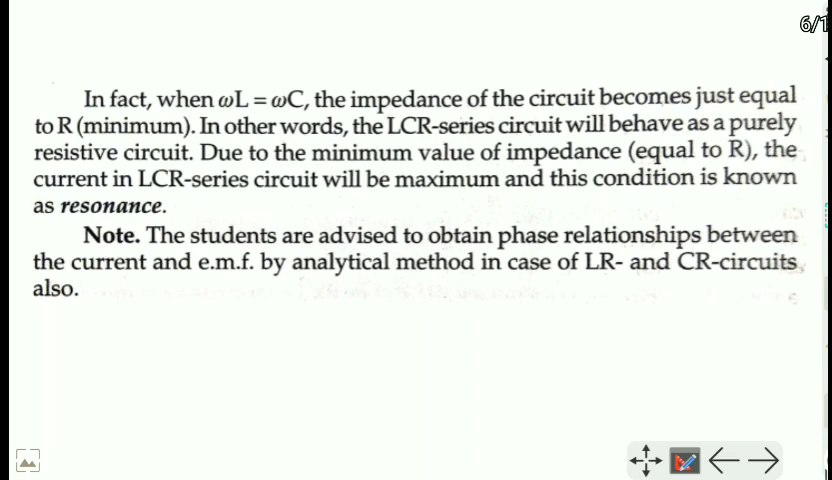 6/1
In fact, when ωL = ωC, the impedance of the circuit becomes just equal
to R (minimum). In other words, the LCR-series circuit will behave as a purely
resistive circuit. Due to the minimum value of impedance (equal to R), the
current in LCR-series circuit will be maximum and this condition is known
as resonance.
Note. The students are advised to obtain phase relationships between
the current and e.m.f. by analytical method in case of LR- and CR-circuits
also.